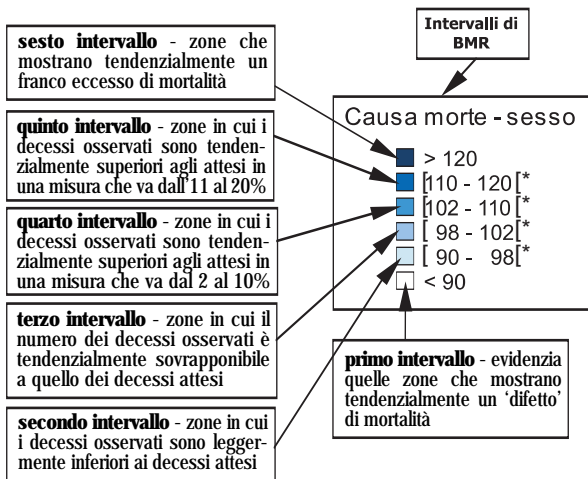 sesto intervallo - zone che
mostrano tendenzialmente un
franco eccesso di mortalità
quinto intervallo - zone in cui i
decessi osservati sono tenden-
zialmente superiori agli attesi in
una misura che va dall'11 al 20%
quarto intervallo - zone in cui i
decessi osservati sono tenden-
zialmente superiori agli attesi in
una misura che va dal 2 al 10%
terzo intervallo - zone in cui il
numero dei decessi osservati è
tendenzialmente sovrapponibile
a quello dei decessi attesi
secondo intervallo - zone in cui
i decessi osservati sono legger-
mente inferiori ai decessi attesi
Intervalli di
BMR
Causa morte - sesso
> 120
[110 - 120[*
[102 - 110[*
[ 98 - 102[*
[ 90 - 98[*
< 90
primo intervallo - evidenzia
quelle zone che mostrano
tendenzialmente un 'difetto'
di mortalità